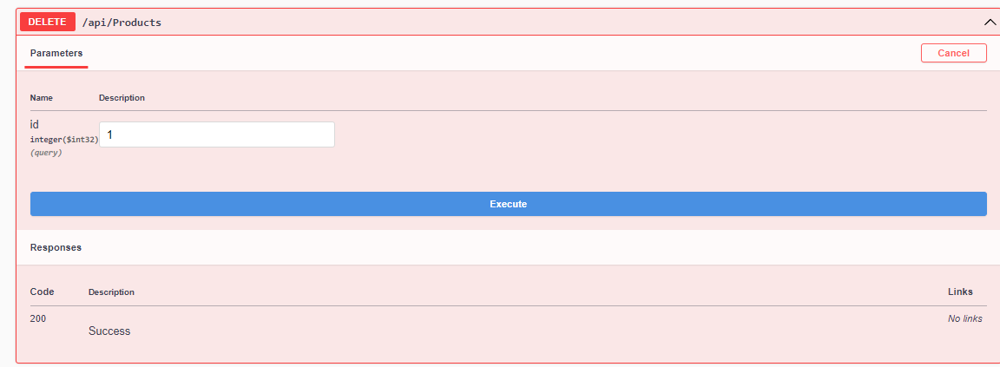 DELETE /api/Products
Parameters
Cancel
Name Description
id
integer($int32)
(query)
1
Execute
Responses
Code Description Links
200
Success
No links